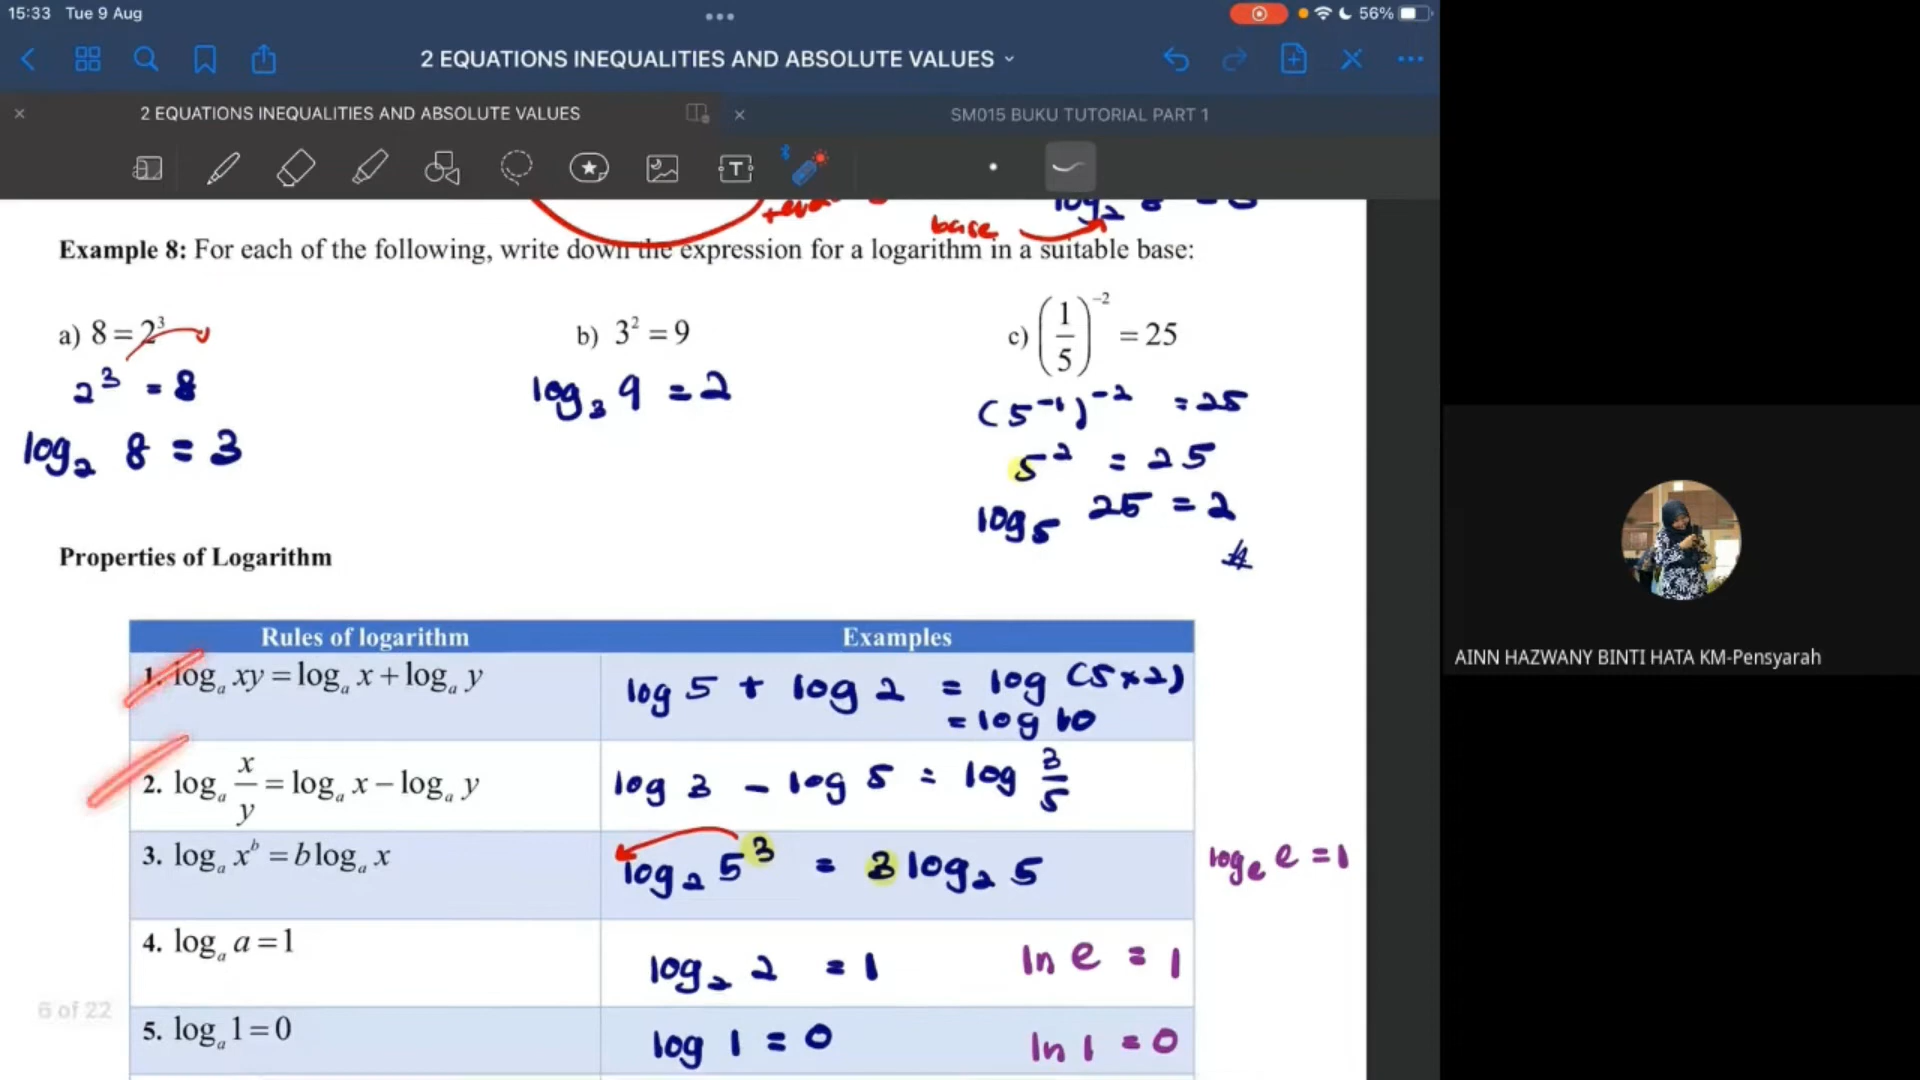 15:33 Tue 9 Aug
56%
2 EQUATIONS INEQUALITIES AND ABSOLUTE VALUES
2 EQUATIONS INEQUALITIES AND ABSOLUTE VALUES
SM015 BUKU TUTORIAL PART 1
base
Example 8: For each of the following, write down the expression for a logarithm in a suitable base:
a) 8 = 2³
2³ = 8
log₂ 8 = 3
b) 3² = 9
log₃ 9 = 2
c) (1/5)⁻² = 25
(5⁻¹)⁻² = 25
5² = 25
log₅ 25 = 2
Properties of Logarithm
Rules of logarithm Examples
1. logₐ xy = logₐ x + logₐ y
log 5 + log 2 = log (5×2)
= log 10
2. logₐ x/y = logₐ x − logₐ y
log 3 − log 5 = log 3/5
3. logₐ xᵇ = b logₐ x
log₂ 5³ = 3 log₂ 5
logₑ e = 1
4. logₐ a = 1
log₂ 2 = 1
ln e = 1
5. logₐ 1 = 0
log 1 = 0
ln 1 = 0
6 of 22
AINN HAZWANY BINTI HATA KM-Pensyarah